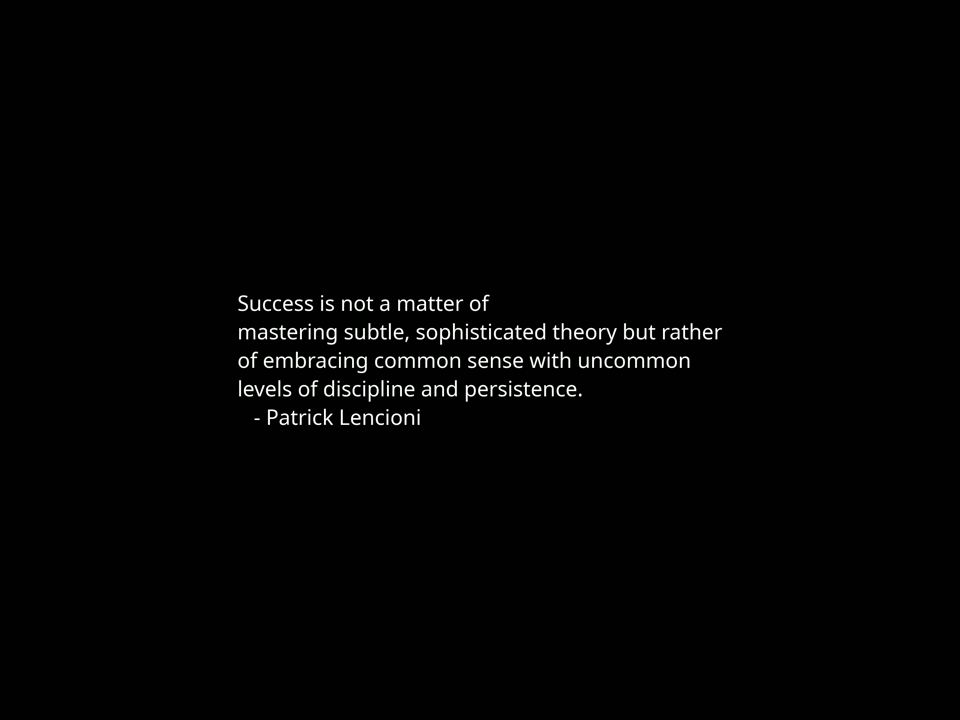 Success is not a matter of
mastering subtle, sophisticated theory but rather
of embracing common sense with uncommon
levels of discipline and persistence.
- Patrick Lencioni